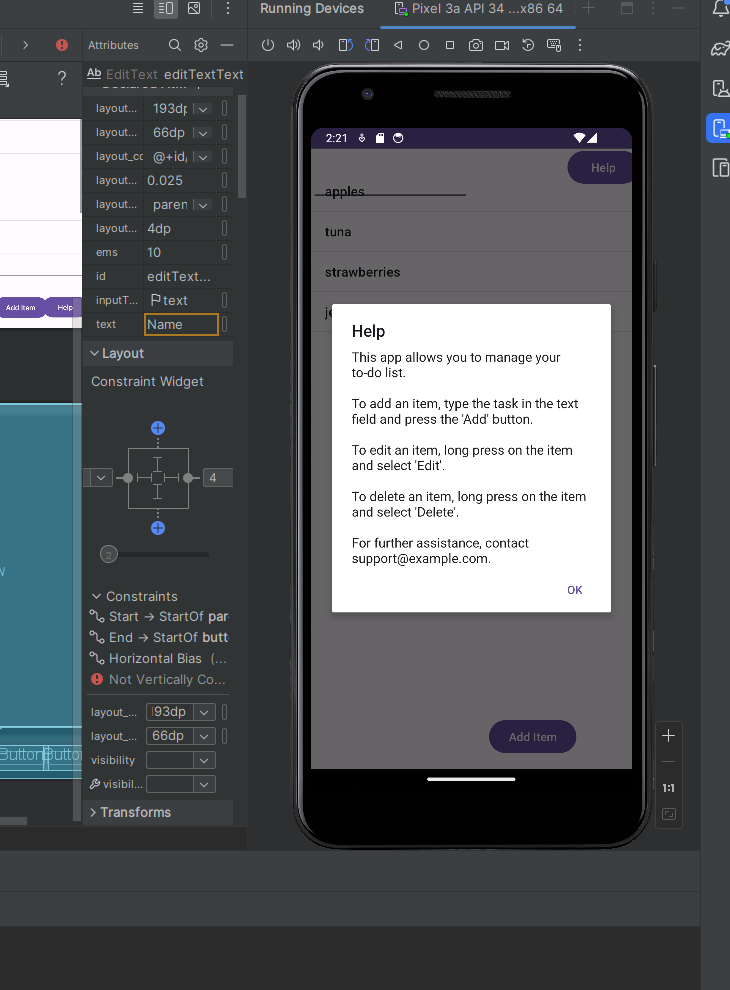 Running Devices
Pixel 3a API 34 ...x86 64
Attributes
Ab EditText editTextText
layout... 193dp
layout... 66dp
layout_co @+id/
layout... 0.025
layout... paren
layout... 4dp
ems 10
id editText...
inputT... text
text Name
Layout
Constraint Widget
4
2
Constraints
Start → StartOf par
End → StartOf butt
Horizontal Bias (...
Not Vertically Co...
layout_... 193dp
layout_... 66dp
visibility
visibil...
Transforms
Add Item
Help
Button
Butto
2:21
Help
apples
tuna
strawberries
je
Help
This app allows you to manage your
to-do list.
To add an item, type the task in the text
field and press the 'Add' button.
To edit an item, long press on the item
and select 'Edit'.
To delete an item, long press on the item
and select 'Delete'.
For further assistance, contact
support@example.com.
OK
Add Item
1:1